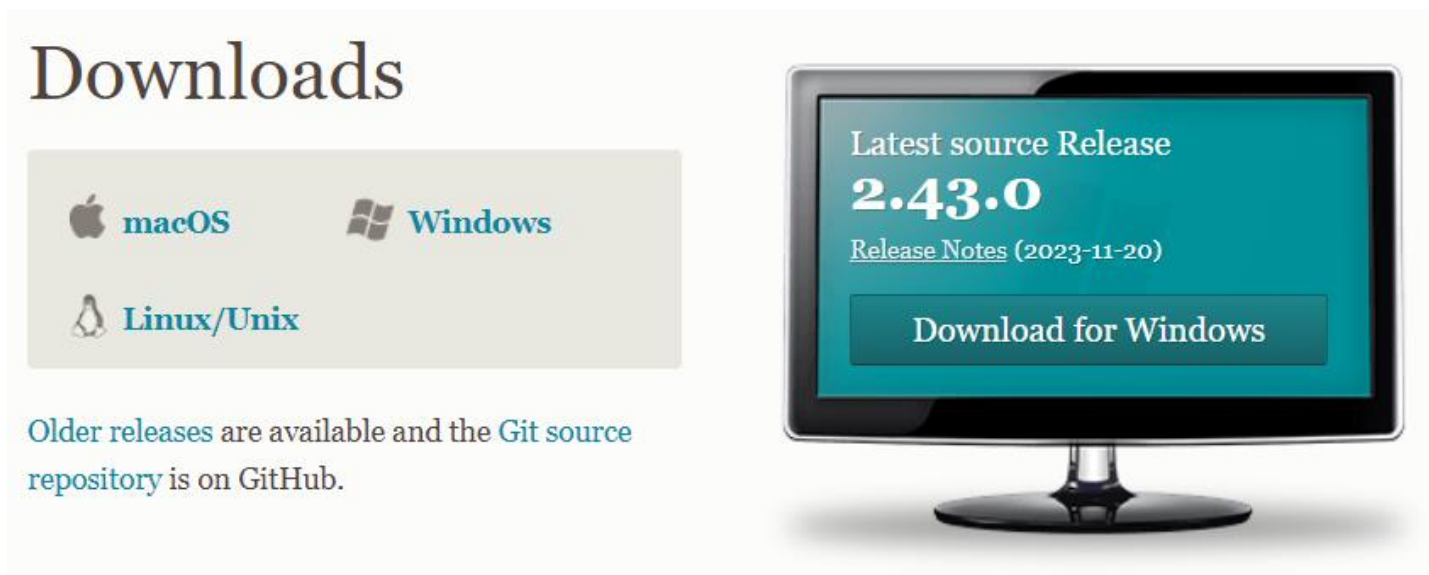 Downloads
macOS
Windows
Linux/Unix
Older releases are available and the Git source
repository is on GitHub.
Latest source Release
2.43.0
Release Notes (2023-11-20)
Download for Windows